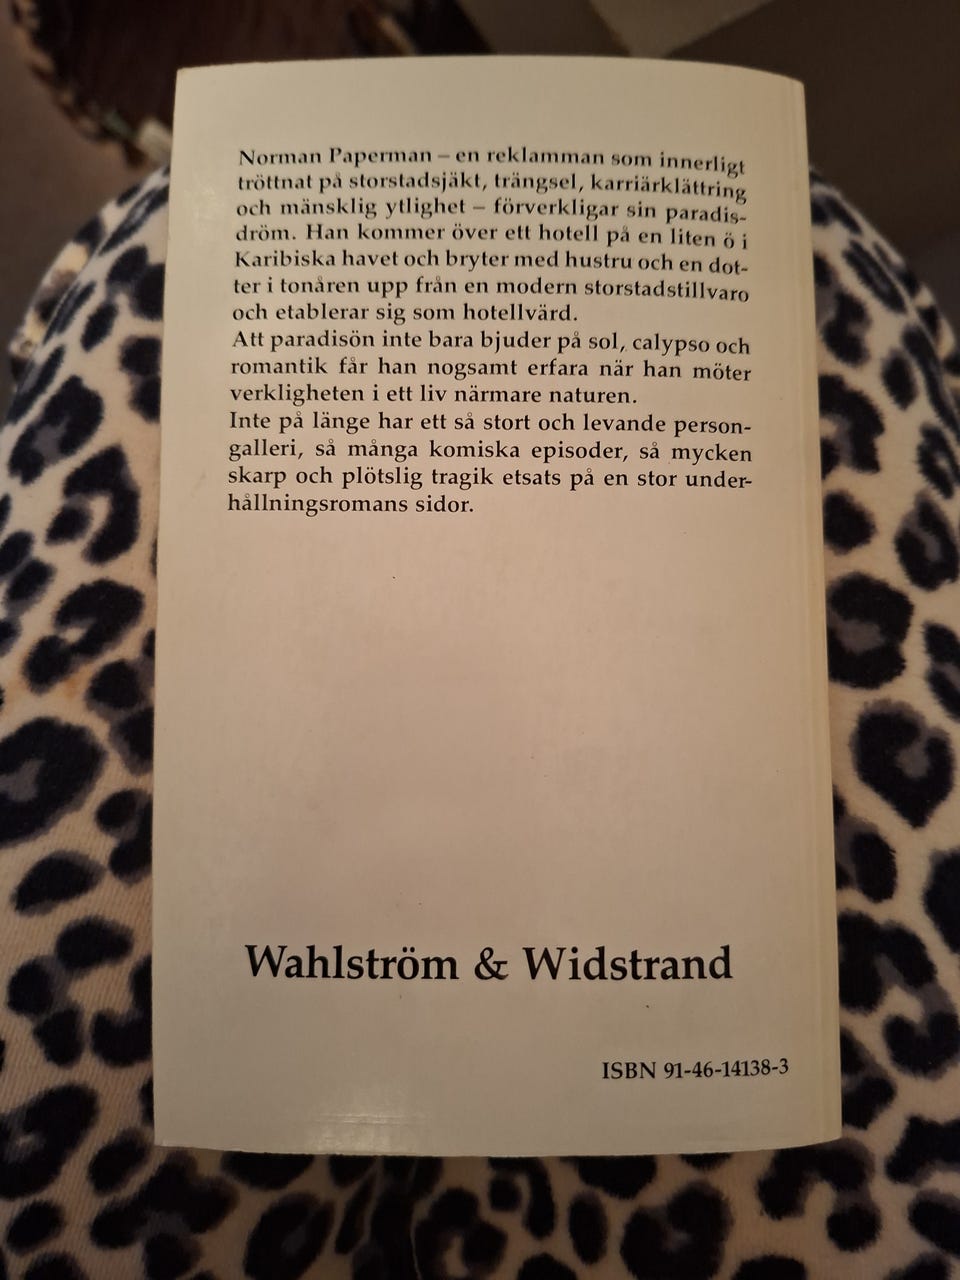 Norman Paperman – en reklamman som innerligt
tröttnat på storstadsjäkt, trängsel, karriärklättring
och mänsklig ytlighet – förverkligar sin paradis-
dröm. Han kommer över ett hotell på en liten ö i
Karibiska havet och bryter med hustru och en dot-
ter i tonåren upp från en modern storstadstillvaro
och etablerar sig som hotellvärd.
Att paradisön inte bara bjuder på sol, calypso och
romantik får han nogsamt erfara när han möter
verkligheten i ett liv närmare naturen.
Inte på länge har ett så stort och levande person-
galleri, så många komiska episoder, så mycken
skarp och plötslig tragik etsats på en stor under-
hållningsromans sidor.
Wahlström & Widstrand
ISBN 91-46-14138-3